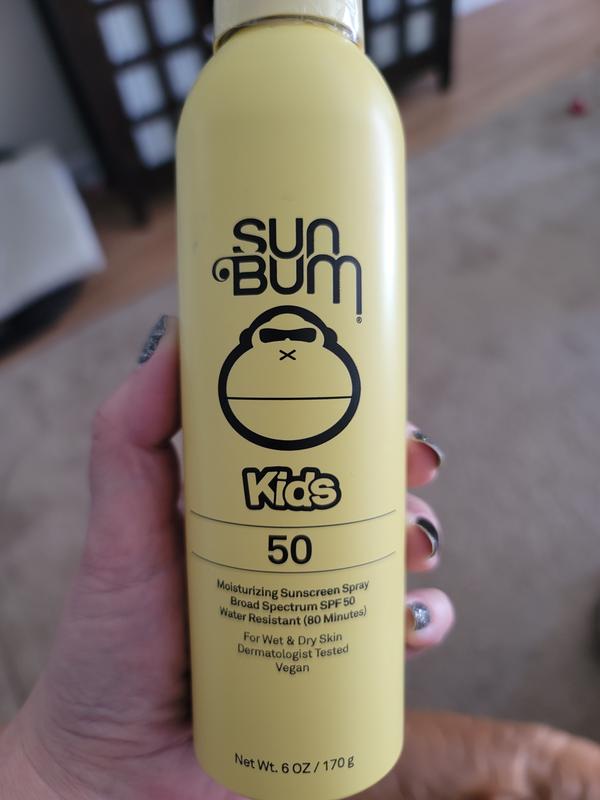 SUN
BUM®
Kids
50
Moisturizing Sunscreen Spray
Broad Spectrum SPF 50
Water Resistant (80 Minutes)
For Wet & Dry Skin
Dermatologist Tested
Vegan
Net Wt. 6 OZ / 170 g